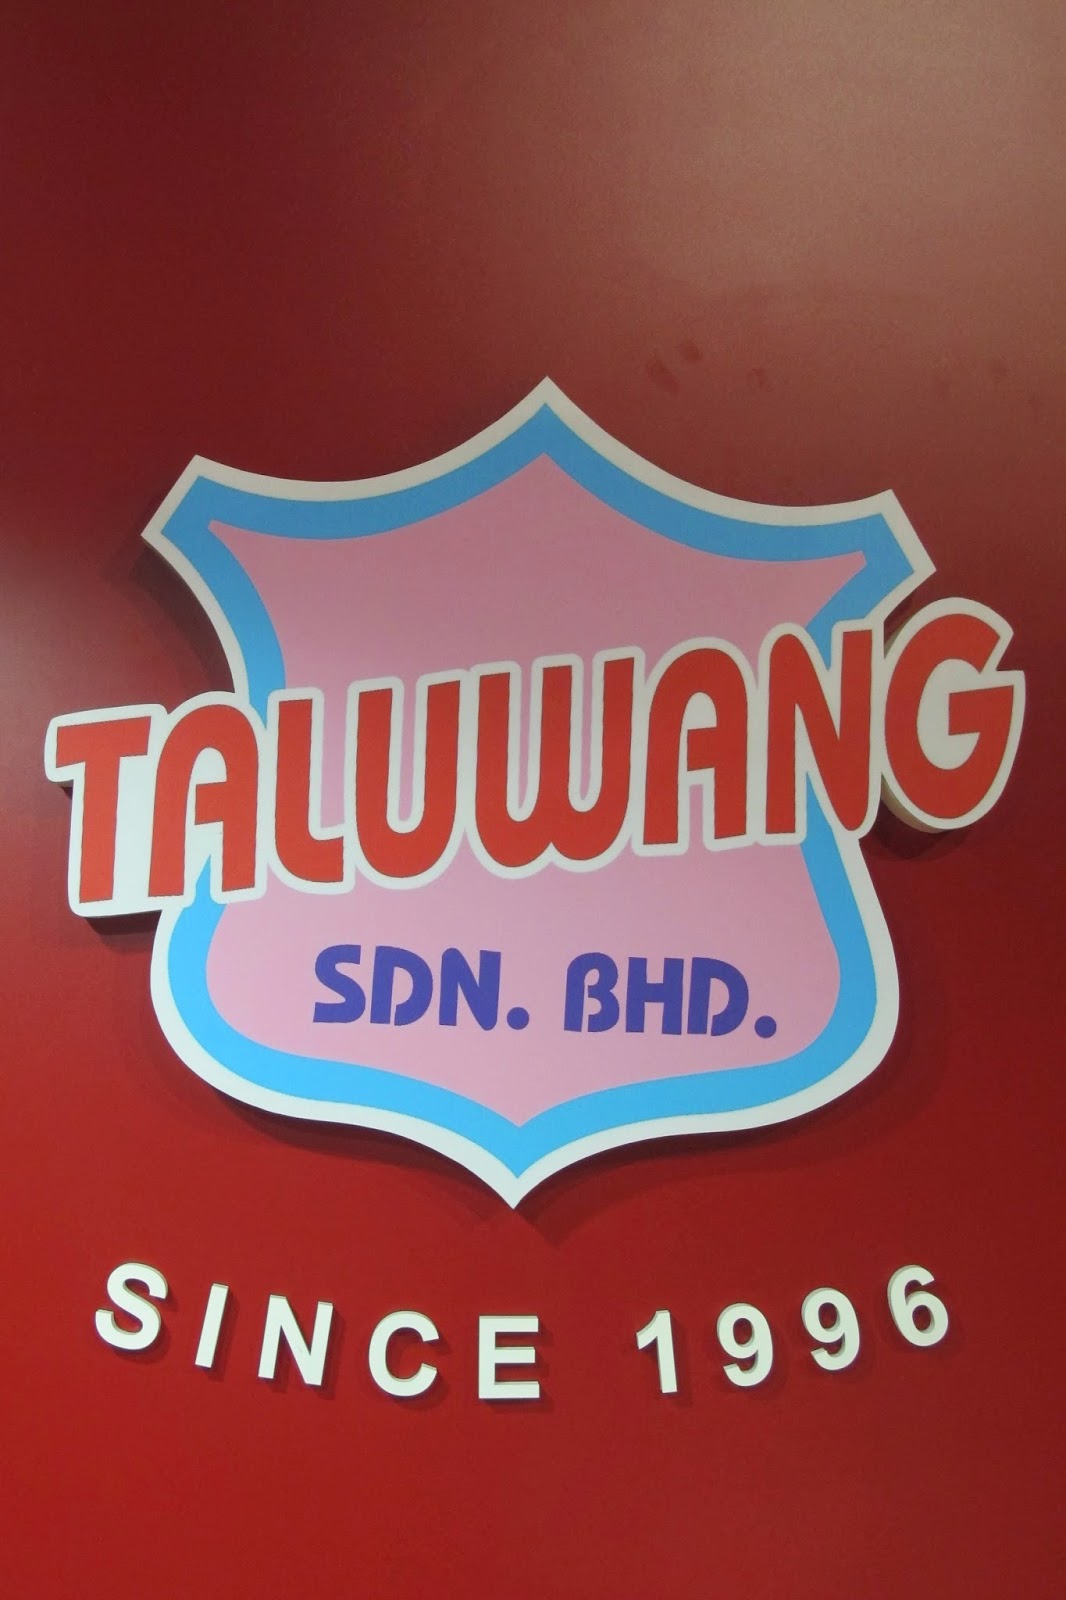 TALUWANG
SDN. BHD.
SINCE 1996